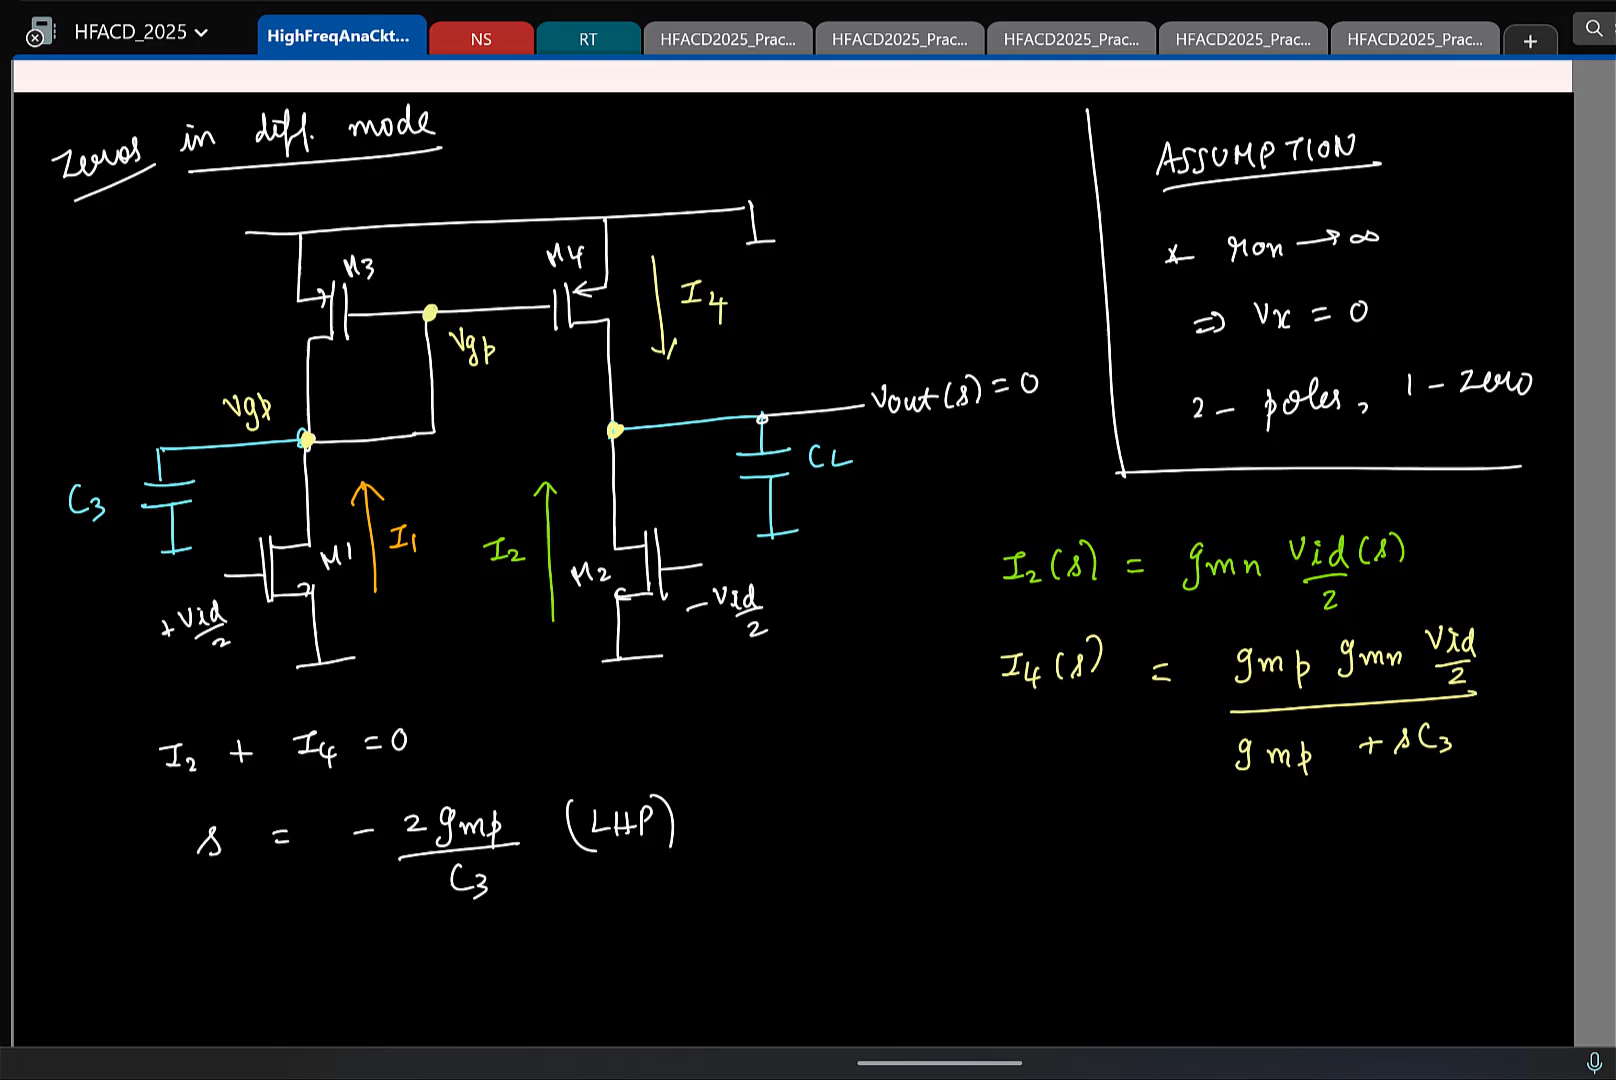 HFACD_2025
HighFreqAnaCkt...
NS
RT
HFACD2025_Prac...
HFACD2025_Prac...
HFACD2025_Prac...
HFACD2025_Prac...
HFACD2025_Prac...
+
Zeros in diff. mode
ASSUMPTION
* ron → ∞
⇒ Vx = 0
2 - poles, 1 - Zero
M3
M4
I4
Vgp
Vgp
Vout(s) = 0
C3
CL
I1
I2
M1
M2
+Vid/2
-Vid/2
I2(s) = gmn Vid(s)/2
I4(s) = gmp gmn Vid/2 / gmp + sC3
I2 + I4 = 0
s = - 2gmp/C3 (LHP)